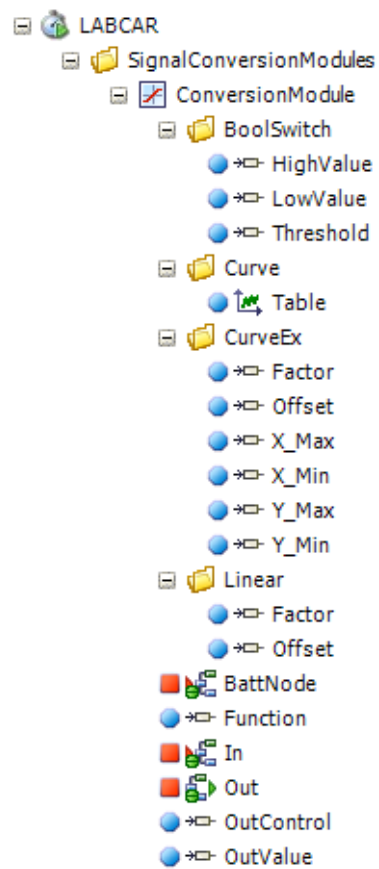 LABCAR
SignalConversionModules
ConversionModule
BoolSwitch
HighValue
LowValue
Threshold
Curve
Table
CurveEx
Factor
Offset
X_Max
X_Min
Y_Max
Y_Min
Linear
Factor
Offset
BattNode
Function
In
Out
OutControl
OutValue